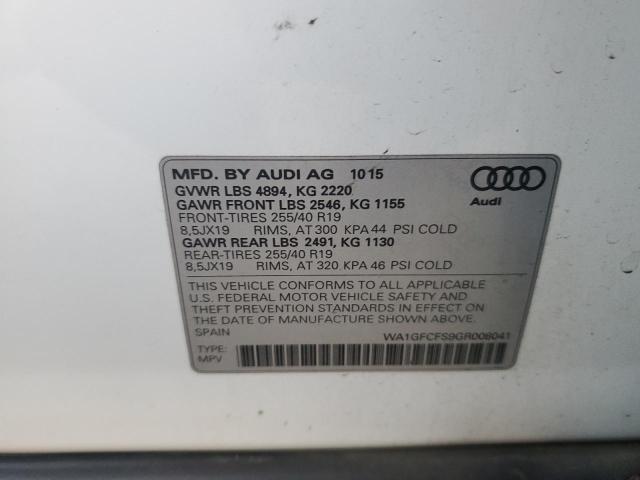 MFD. BY AUDI AG 10 15
GVWR LBS 4894, KG 2220
GAWR FRONT LBS 2546, KG 1155
FRONT-TIRES 255/40 R19
8,5JX19 RIMS, AT 300 KPA 44 PSI COLD
GAWR REAR LBS 2491, KG 1130
REAR-TIRES 255/40 R19
8,5JX19 RIMS, AT 320 KPA 46 PSI COLD
Audi
THIS VEHICLE CONFORMS TO ALL APPLICABLE
U.S. FEDERAL MOTOR VEHICLE SAFETY AND
THEFT PREVENTION STANDARDS IN EFFECT ON
THE DATE OF MANUFACTURE SHOWN ABOVE.
SPAIN WA1GFCFS9GR008041
TYPE:
MPV